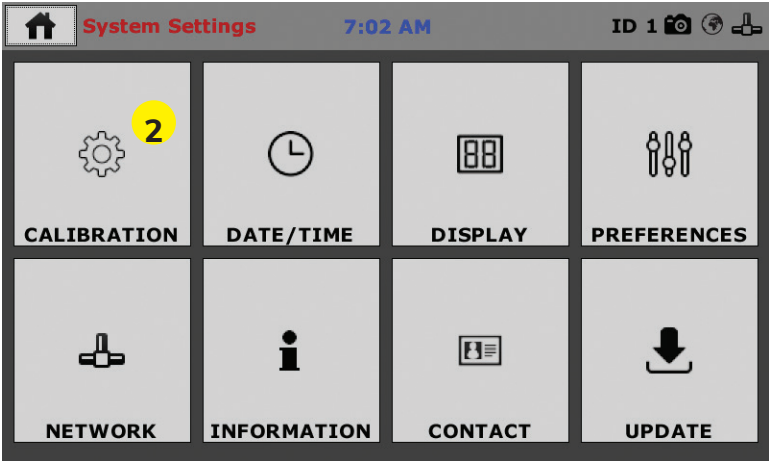 System Settings 7:02 AM ID 1
2
CALIBRATION DATE/TIME DISPLAY PREFERENCES
NETWORK INFORMATION CONTACT UPDATE